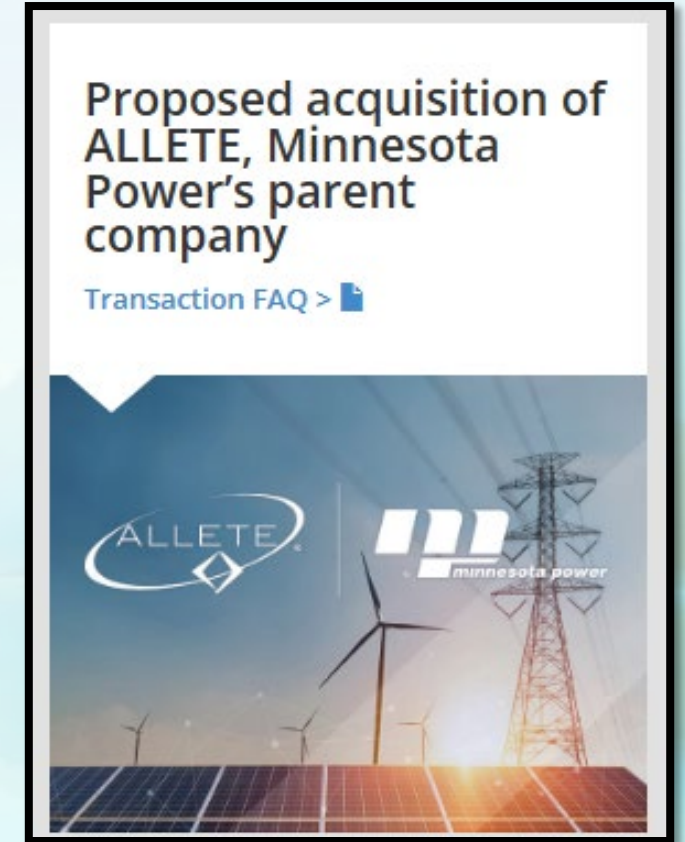 Proposed acquisition of
ALLETE, Minnesota
Power’s parent
company
Transaction FAQ >
ALLETE
minnesota power